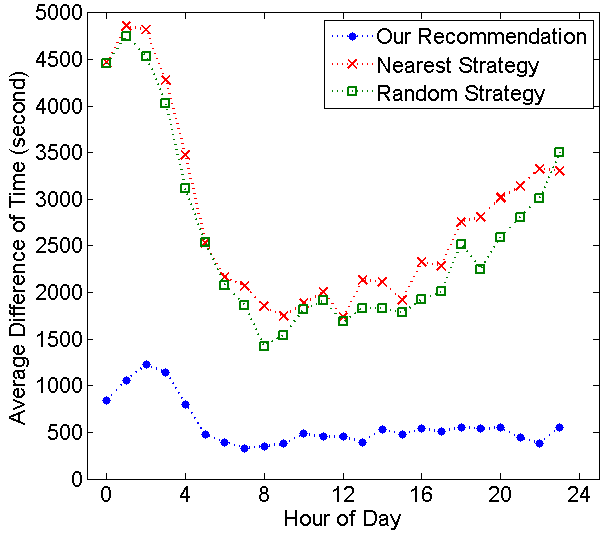 5000
4500
4000
3500
3000
2500
2000
1500
1000
500
0
Average Difference of Time (second)
Our Recommendation
Nearest Strategy
Random Strategy
0 4 8 12 16 20 24
Hour of Day